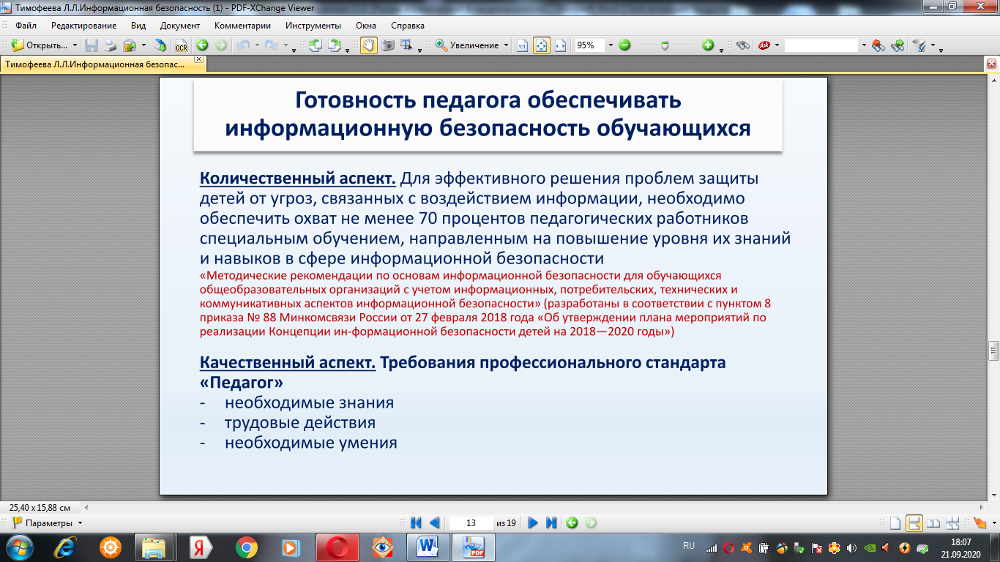 Тимофеева Л.Л.Информационная безопасность (1) - PDF-XChange Viewer
Файл Редактирование Вид Документ Комментарии Инструменты Окна Справка
Открыть... OCR Увеличение 95%
Тимофеева Л.Л.Информационная безопас...
Готовность педагога обеспечивать
информационную безопасность обучающихся
Количественный аспект. Для эффективного решения проблем защиты
детей от угроз, связанных с воздействием информации, необходимо
обеспечить охват не менее 70 процентов педагогических работников
специальным обучением, направленным на повышение уровня их знаний
и навыков в сфере информационной безопасности
«Методические рекомендации по основам информационной безопасности для обучающихся
общеобразовательных организаций с учетом информационных, потребительских, технических и
коммуникативных аспектов информационной безопасности» (разработаны в соответствии с пунктом 8
приказа № 88 Минкомсвязи России от 27 февраля 2018 года «Об утверждении плана мероприятий по
реализации Концепции ин-формационной безопасности детей на 2018—2020 годы»)
Качественный аспект. Требования профессионального стандарта
«Педагог»
- необходимые знания
- трудовые действия
- необходимые умения
25,40 x 15,88 см
Параметры 13 из 19
RU 18:07
21.09.2020